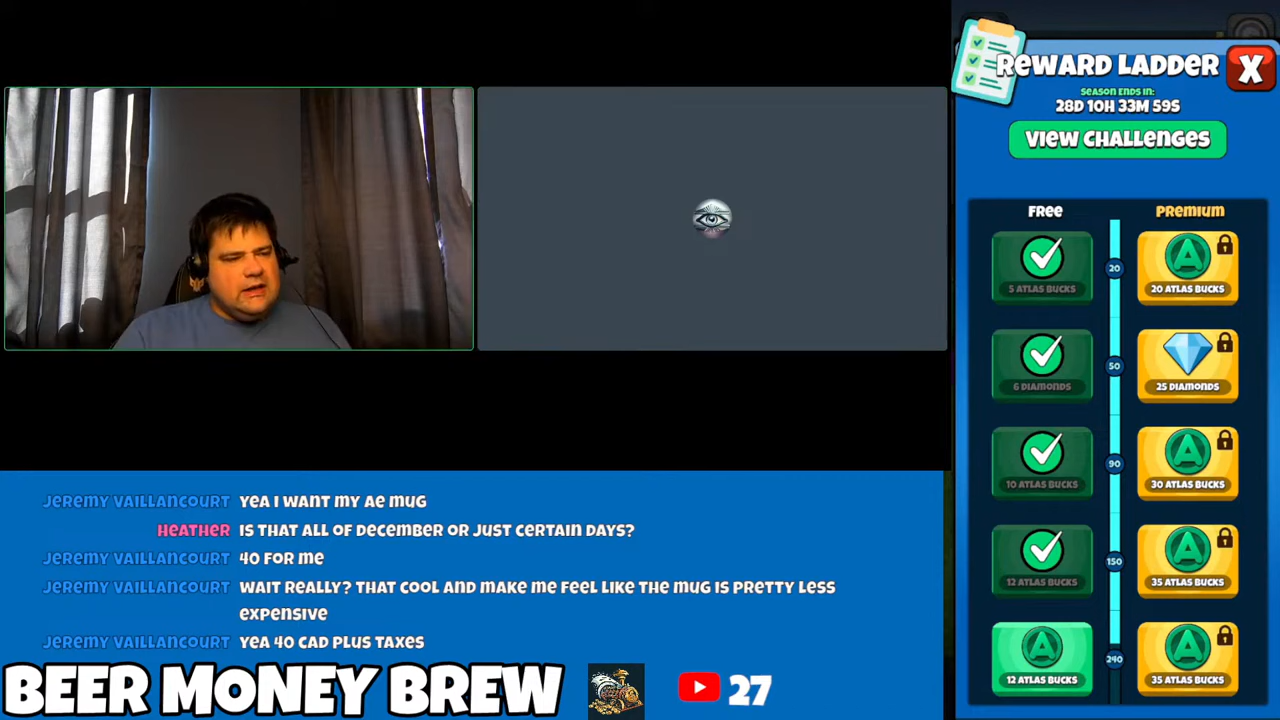 REWARD LADDER
X
SEASON ENDS IN:
28D 10H 33M 59S
VIEW CHALLENGES
FREE
PREMIUM
5 ATLAS BUCKS
20
20 ATLAS BUCKS
6 DIAMONDS
50
25 DIAMONDS
10 ATLAS BUCKS
90
30 ATLAS BUCKS
12 ATLAS BUCKS
150
35 ATLAS BUCKS
12 ATLAS BUCKS
240
35 ATLAS BUCKS
JEREMY VAILLANCOURT YEA I WANT MY AE MUG
HEATHER IS THAT ALL OF DECEMBER OR JUST CERTAIN DAYS?
JEREMY VAILLANCOURT 40 FOR ME
JEREMY VAILLANCOURT WAIT REALLY? THAT COOL AND MAKE ME FEEL LIKE THE MUG IS PRETTY LESS
EXPENSIVE
JEREMY VAILLANCOURT YEA 40 CAD PLUS TAXES
BEER MONEY BREW 27